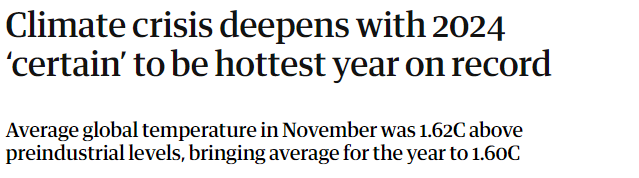 Climate crisis deepens with 2024
‘certain’ to be hottest year on record
Average global temperature in November was 1.62C above
preindustrial levels, bringing average for the year to 1.60C